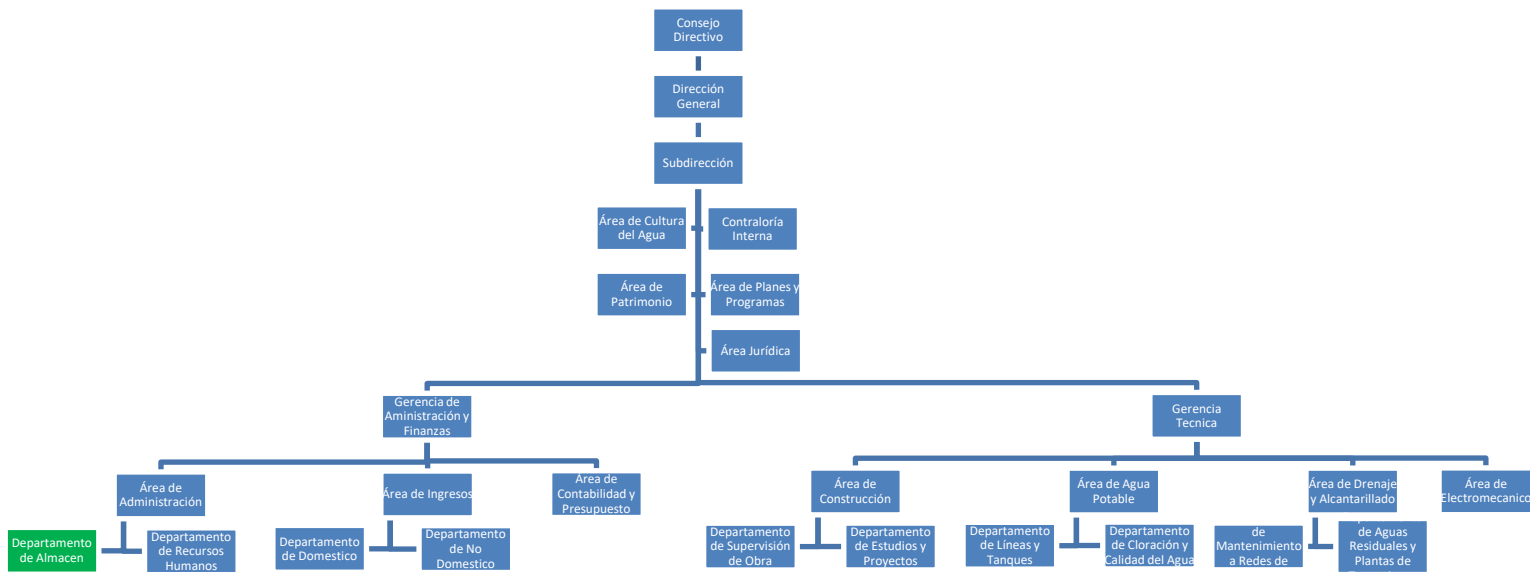 Consejo
Directivo
Dirección
General
Subdirección
Área de Cultura
del Agua
Contraloría
Interna
Área de
Patrimonio
Área de Planes y
Programas
Área Jurídica
Gerencia de
Aministración y
Finanzas
Gerencia
Tecnica
Área de
Administración
Área de Ingresos
Área de
Contabilidad y
Presupuesto
Área de
Construcción
Área de Agua
Potable
Área de Drenaje
y Alcantarillado
Área de
Electromecanico
Departamento
de Almacen
Departamento
de Recursos
Humanos
Departamento
de Domestico
Departamento
de No
Domestico
Departamento
de Supervisión
de Obra
Departamento
de Estudios y
Proyectos
Departamento
de Líneas y
Tanques
Departamento
de Cloración y
Calidad del Agua
de
Mantenimiento
a Redes de
de Aguas
Residuales y
Plantas de